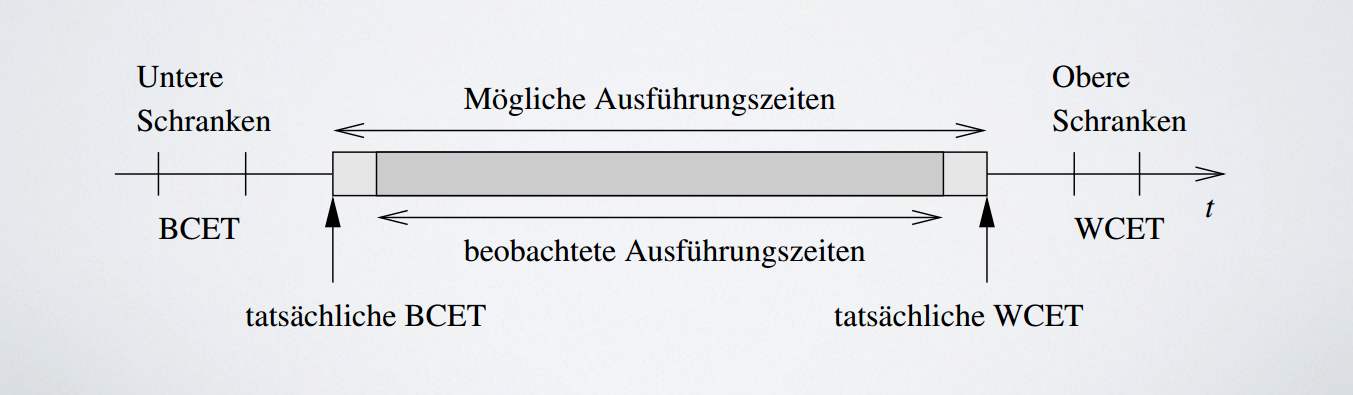 Untere
Schranken
Mögliche Ausführungszeiten
Obere
Schranken
BCET
beobachtete Ausführungszeiten
WCET
t
tatsächliche BCET
tatsächliche WCET